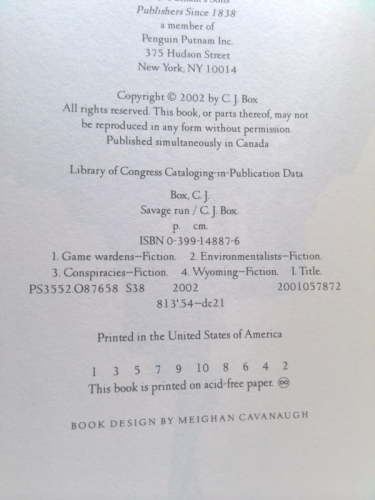 Publishers Since 1838
a member of
Penguin Putnam Inc.
375 Hudson Street
New York, NY 10014
Copyright © 2002 by C. J. Box
All rights reserved. This book, or parts thereof, may not
be reproduced in any form without permission.
Published simultaneously in Canada
Library of Congress Cataloging-in-Publication Data
Box, C. J.
Savage run / C. J. Box.
p. cm.
ISBN 0-399-14887-6
1. Game wardens—Fiction. 2. Environmentalists—Fiction.
3. Conspiracies—Fiction. 4. Wyoming—Fiction. I. Title.
PS3552.O87658 S38 2002 2001057872
813'.54—dc21
Printed in the United States of America
1 3 5 7 9 10 8 6 4 2
This book is printed on acid-free paper. ♾
BOOK DESIGN BY MEIGHAN CAVANAUGH